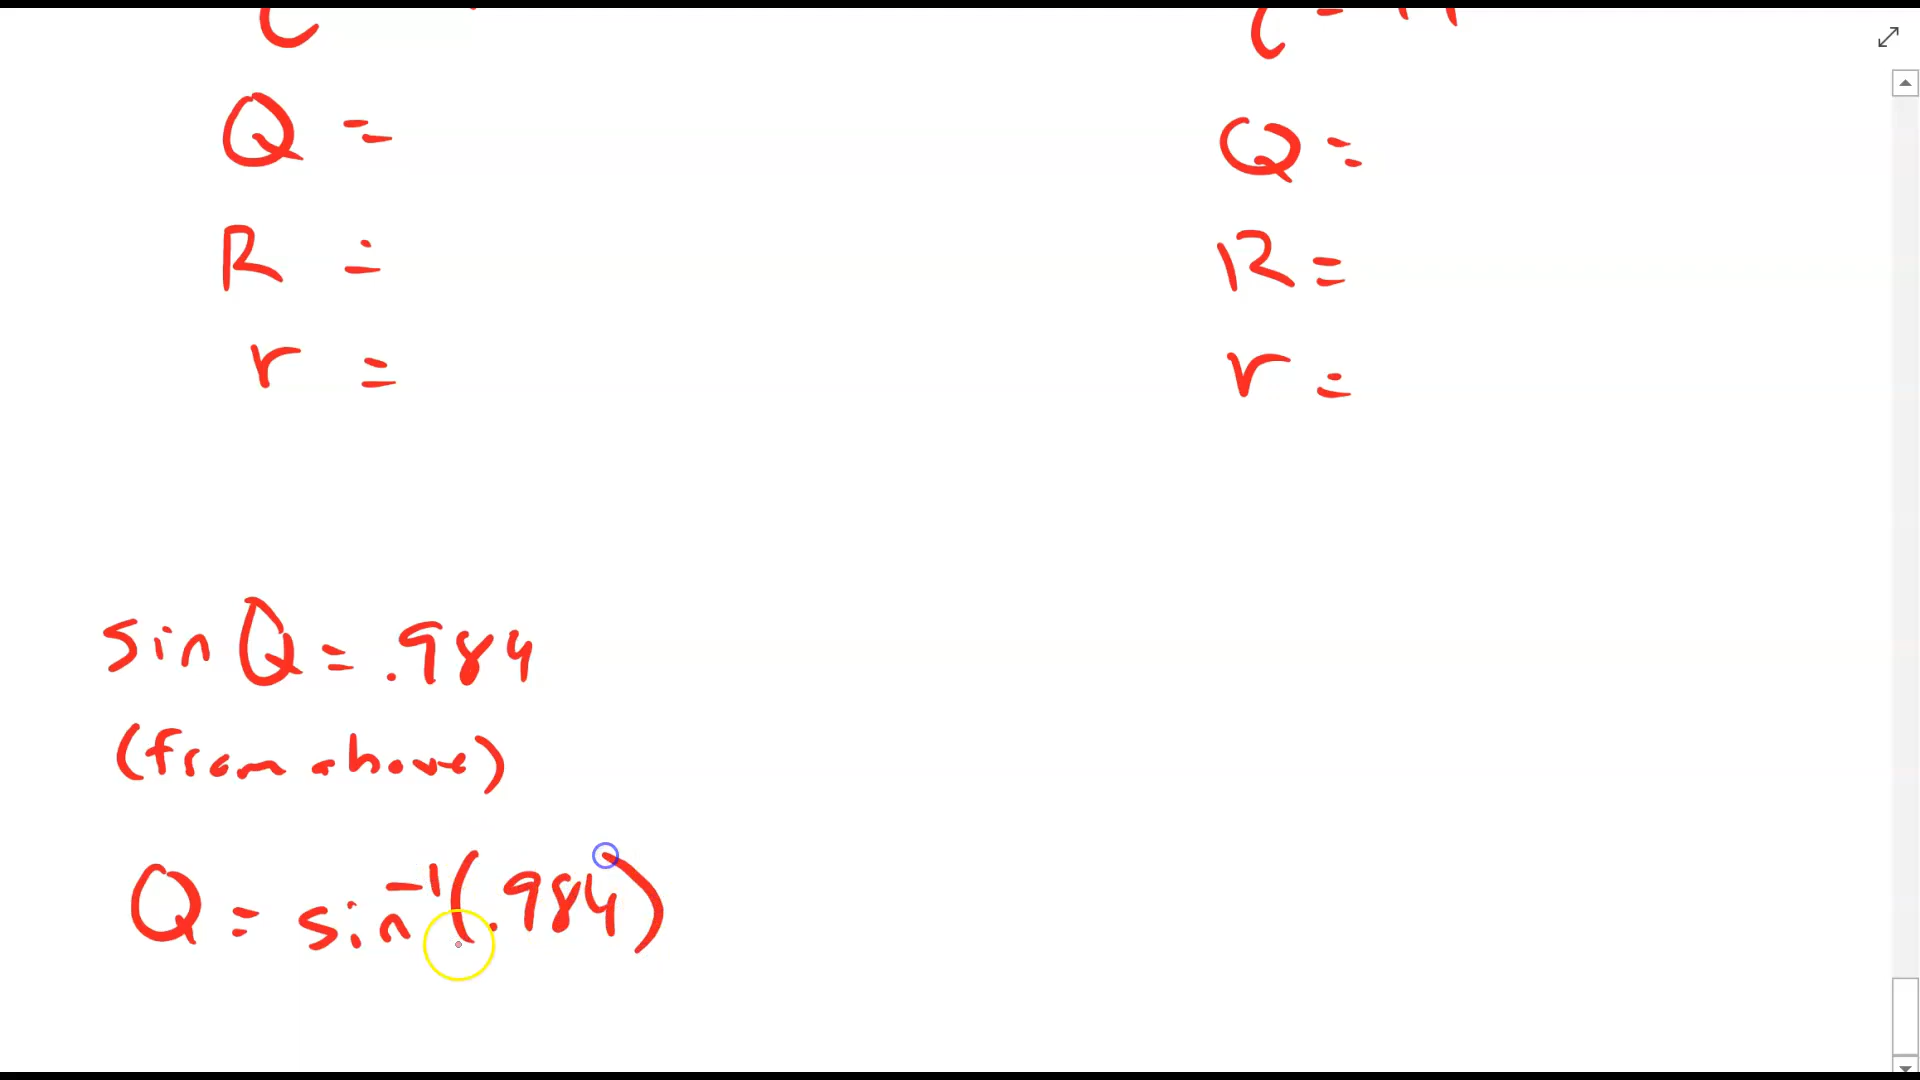 Q =
R =
r =
Q =
R =
r =
sin Q = .984
(from above)
Q = sin⁻¹(.984)